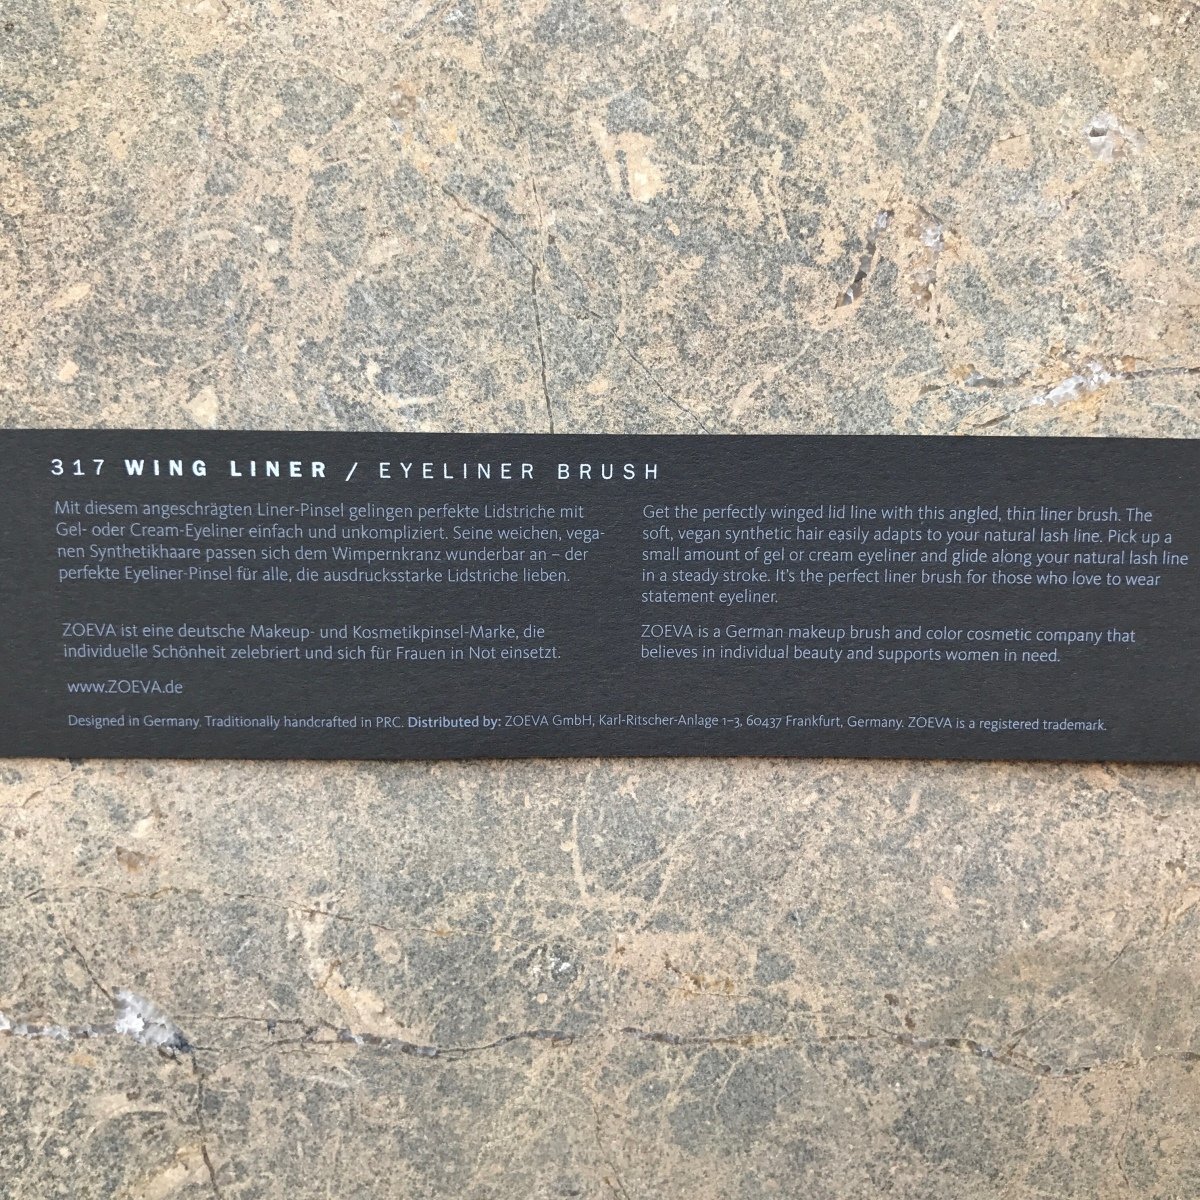 317 WING LINER / EYELINER BRUSH
Mit diesem angeschrägten Liner-Pinsel gelingen perfekte Lidstriche mit
Gel- oder Cream-Eyeliner einfach und unkompliziert. Seine weichen, vega-
nen Synthetikhaare passen sich dem Wimpernkranz wunderbar an – der
perfekte Eyeliner-Pinsel für alle, die ausdrucksstarke Lidstriche lieben.
ZOEVA ist eine deutsche Makeup- und Kosmetikpinsel-Marke, die
individuelle Schönheit zelebriert und sich für Frauen in Not einsetzt.
www.ZOEVA.de
Get the perfectly winged lid line with this angled, thin liner brush. The
soft, vegan synthetic hair easily adapts to your natural lash line. Pick up a
small amount of gel or cream eyeliner and glide along your natural lash line
in a steady stroke. It's the perfect liner brush for those who love to wear
statement eyeliner.
ZOEVA is a German makeup brush and color cosmetic company that
believes in individual beauty and supports women in need.
Designed in Germany. Traditionally handcrafted in PRC. Distributed by: ZOEVA GmbH, Karl-Ritscher-Anlage 1–3, 60437 Frankfurt, Germany. ZOEVA is a registered trademark.